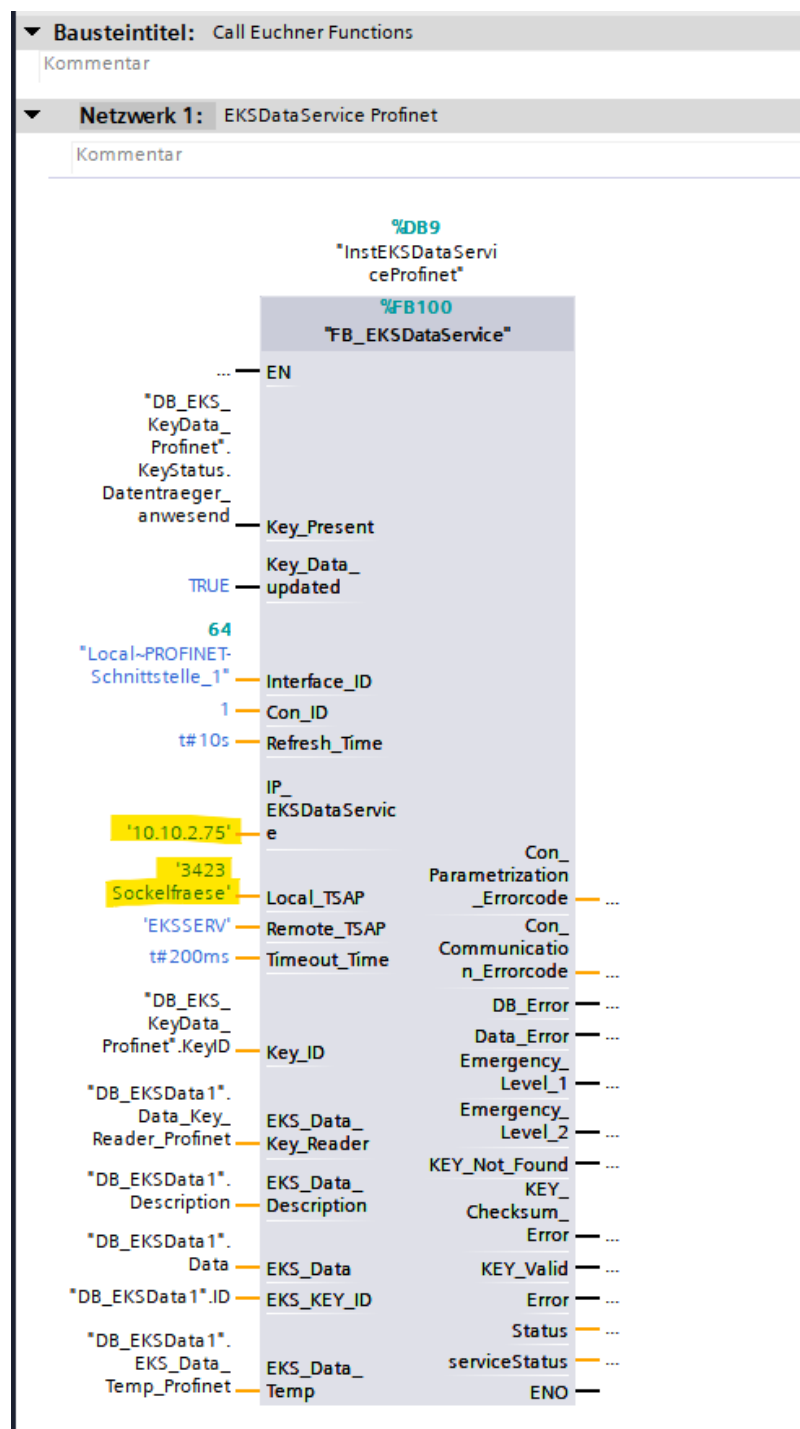 Bausteintitel: Call Euchner Functions
Kommentar
Netzwerk 1: EKSDataService Profinet
Kommentar
%DB9
"InstEKSDataServi
ceProfinet"
%FB100
"FB_EKSDataService"
... EN
"DB_EKS_
KeyData_
Profinet".
KeyStatus.
Datentraeger_
anwesend
Key_Present
Key_Data_
TRUE updated
64
"Local~PROFINET-
Schnittstelle_1"
Interface_ID
1 Con_ID
t#10s Refresh_Time
IP_
EKSDataServic
'10.10.2.75' e
'3423
Sockelfraese'
Local_TSAP
'EKSSERV' Remote_TSAP
t#200ms Timeout_Time
"DB_EKS_
KeyData_
Profinet".KeyID
Key_ID
"DB_EKSData1".
Data_Key_
Reader_Profinet
EKS_Data_
Key_Reader
"DB_EKSData1".
Description
EKS_Data_
Description
"DB_EKSData1".
Data
EKS_Data
"DB_EKSData1".ID EKS_KEY_ID
"DB_EKSData1".
EKS_Data_
Temp_Profinet
EKS_Data_
Temp
Con_
Parametrization
_Errorcode ...
Con_
Communicatio
n_Errorcode ...
DB_Error ...
Data_Error ...
Emergency_
Level_1 ...
Emergency_
Level_2 ...
KEY_Not_Found ...
KEY_
Checksum_
Error ...
KEY_Valid ...
Error ...
Status ...
serviceStatus ...
ENO